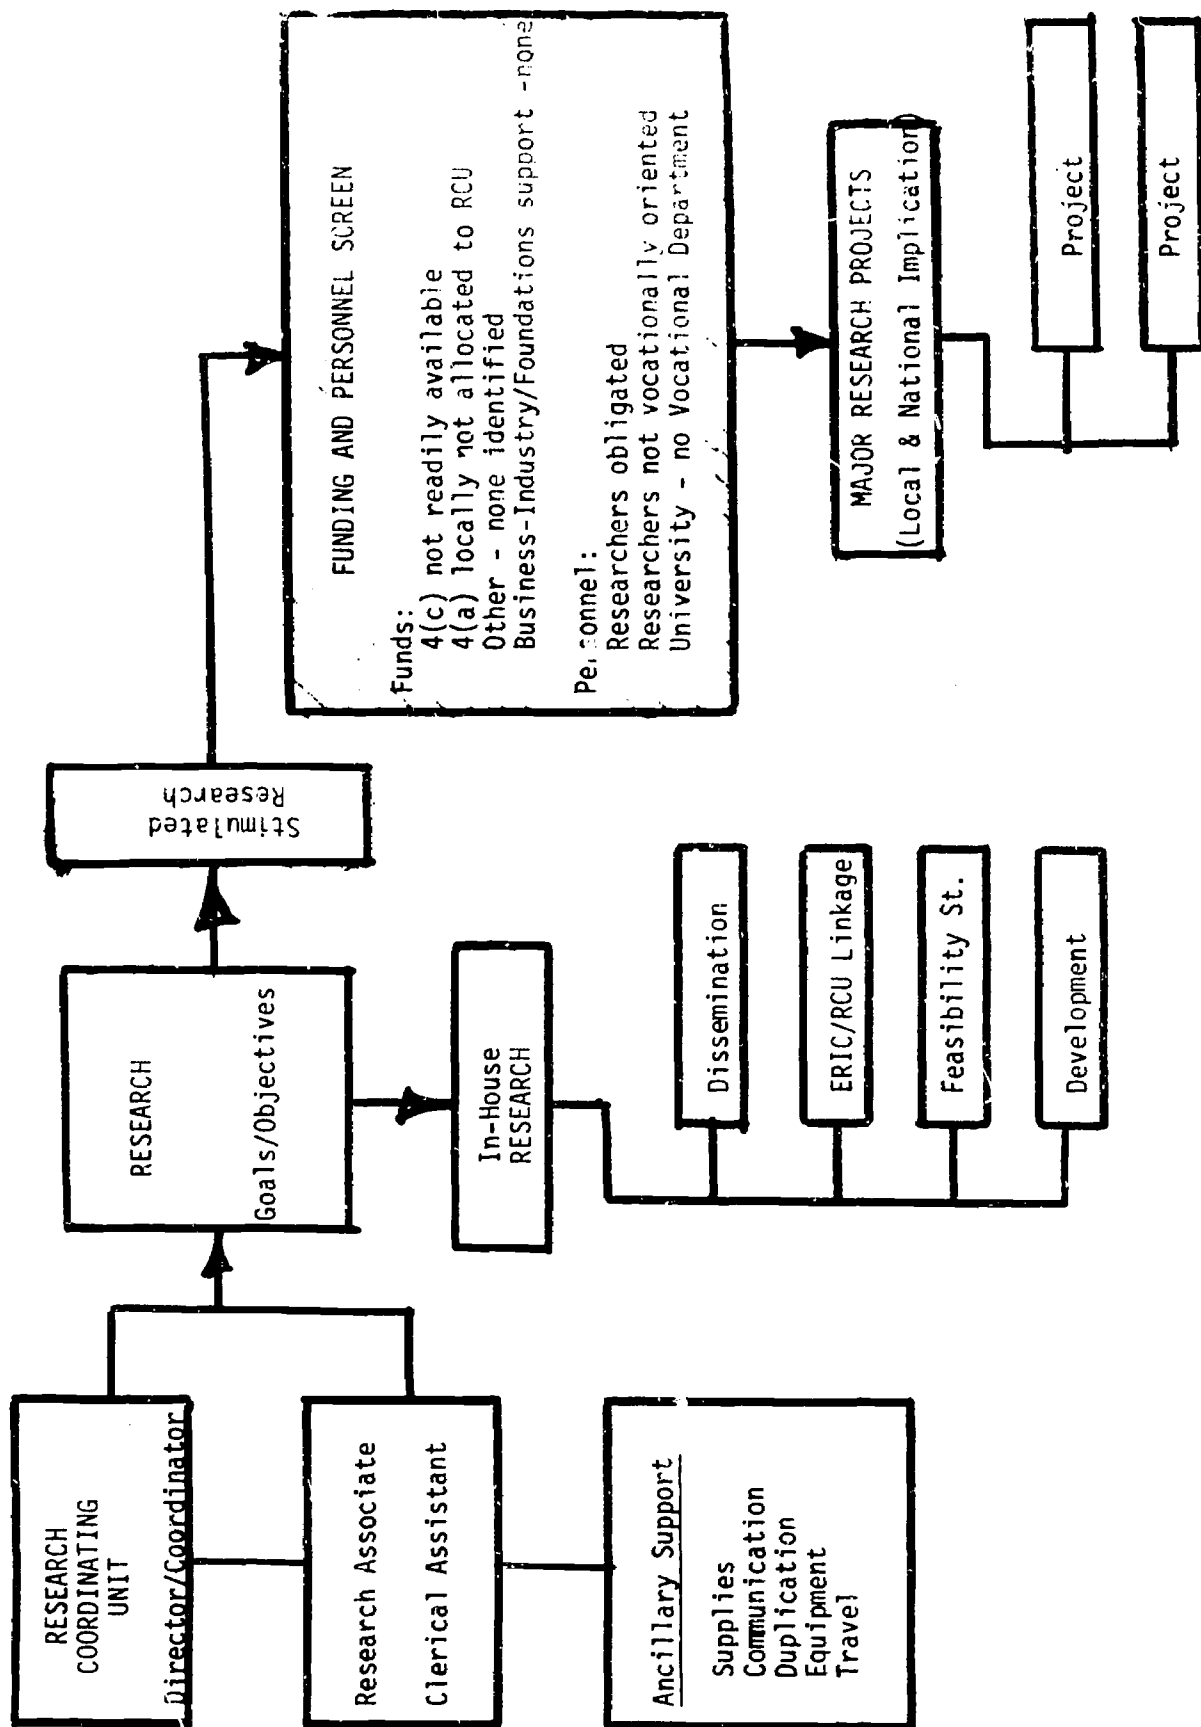 RESEARCH
COORDINATING
UNIT
Director/Coordinator
Research Associate
Clerical Assistant
Ancillary Support
Supplies
Communication
Duplication
Equipment
Travel
RESEARCH
Goals/Objectives
In-House
RESEARCH
Dissemination
ERIC/RCU Linkage
Feasibility St.
Development
Stimulated
Research
FUNDING AND PERSONNEL SCREEN
Funds:
4(c) not readily available
4(a) locally not allocated to RCU
Other - none identified
Business-Industry/Foundations support -none
Personnel:
Researchers obligated
Researchers not vocationally oriented
University - no Vocational Department
MAJOR RESEARCH PROJECTS
(Local & National Implication)
Project
Project